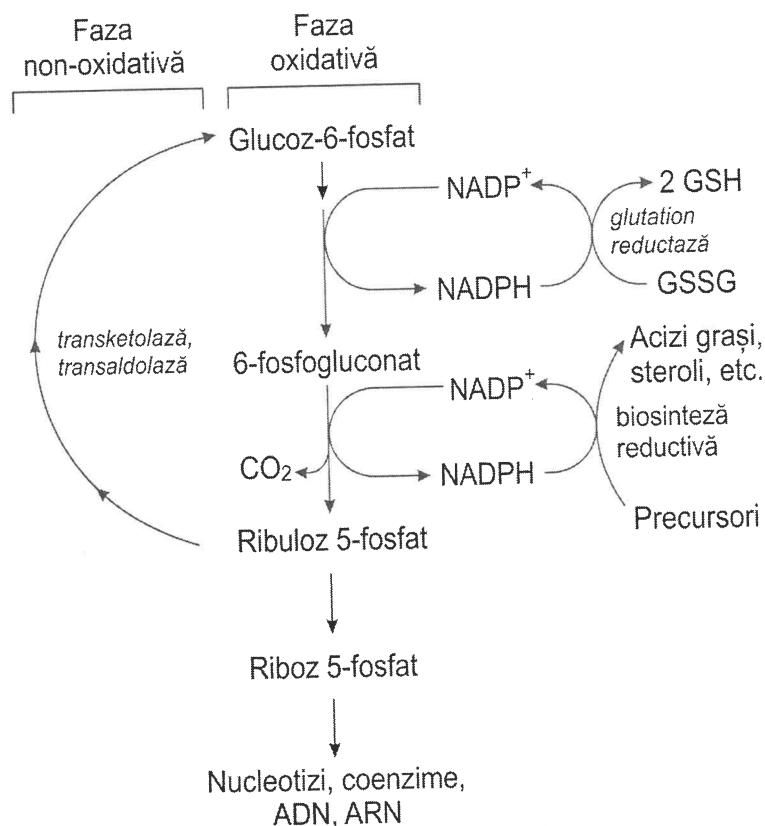 Faza
non-oxidativă
Faza
oxidativă
Glucoz-6-fosfat
NADP⁺
2 GSH
glutation
reductază
NADPH
GSSG
transketolază,
transaldolază
6-fosfogluconat
Acizi grași,
steroli, etc.
NADP⁺
biosinteză
reductivă
CO₂
NADPH
Precursori
Ribuloz 5-fosfat
Riboz 5-fosfat
Nucleotizi, coenzime,
ADN, ARN